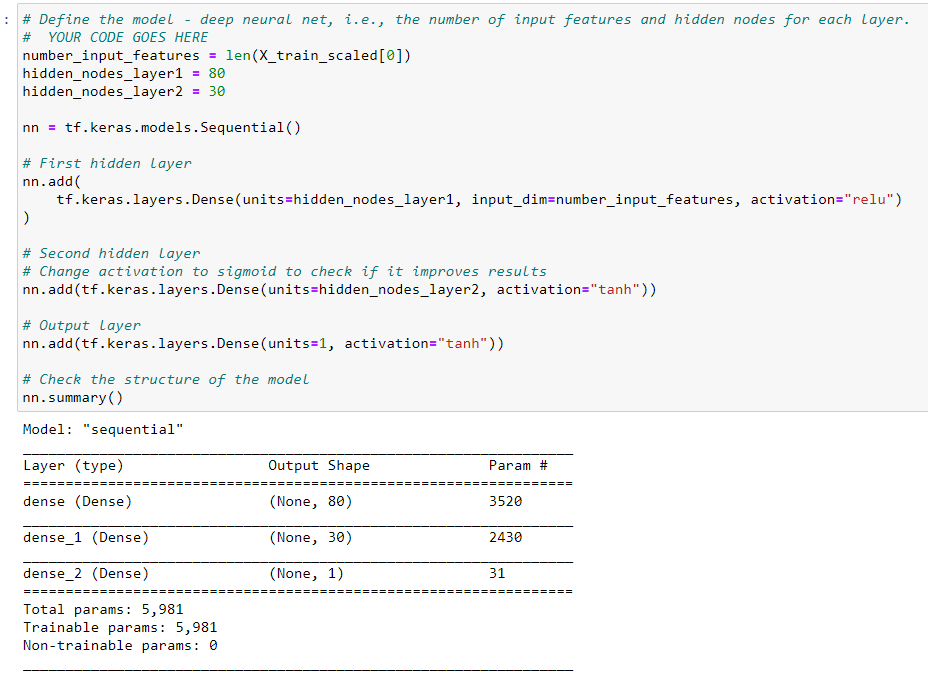 : # Define the model - deep neural net, i.e., the number of input features and hidden nodes for each layer.
#  YOUR CODE GOES HERE
number_input_features = len(X_train_scaled[0])
hidden_nodes_layer1 = 80
hidden_nodes_layer2 = 30
nn = tf.keras.models.Sequential()
# First hidden layer
nn.add(
    tf.keras.layers.Dense(units=hidden_nodes_layer1, input_dim=number_input_features, activation="relu")
)
# Second hidden layer
# Change activation to sigmoid to check if it improves results
nn.add(tf.keras.layers.Dense(units=hidden_nodes_layer2, activation="tanh"))
# Output layer
nn.add(tf.keras.layers.Dense(units=1, activation="tanh"))
# Check the structure of the model
nn.summary()
Model: "sequential"
_________________________________________________________________
Layer (type)                 Output Shape              Param #
=================================================================
dense (Dense)                (None, 80)                3520
_________________________________________________________________
dense_1 (Dense)              (None, 30)                2430
_________________________________________________________________
dense_2 (Dense)              (None, 1)                 31
=================================================================
Total params: 5,981
Trainable params: 5,981
Non-trainable params: 0
_________________________________________________________________